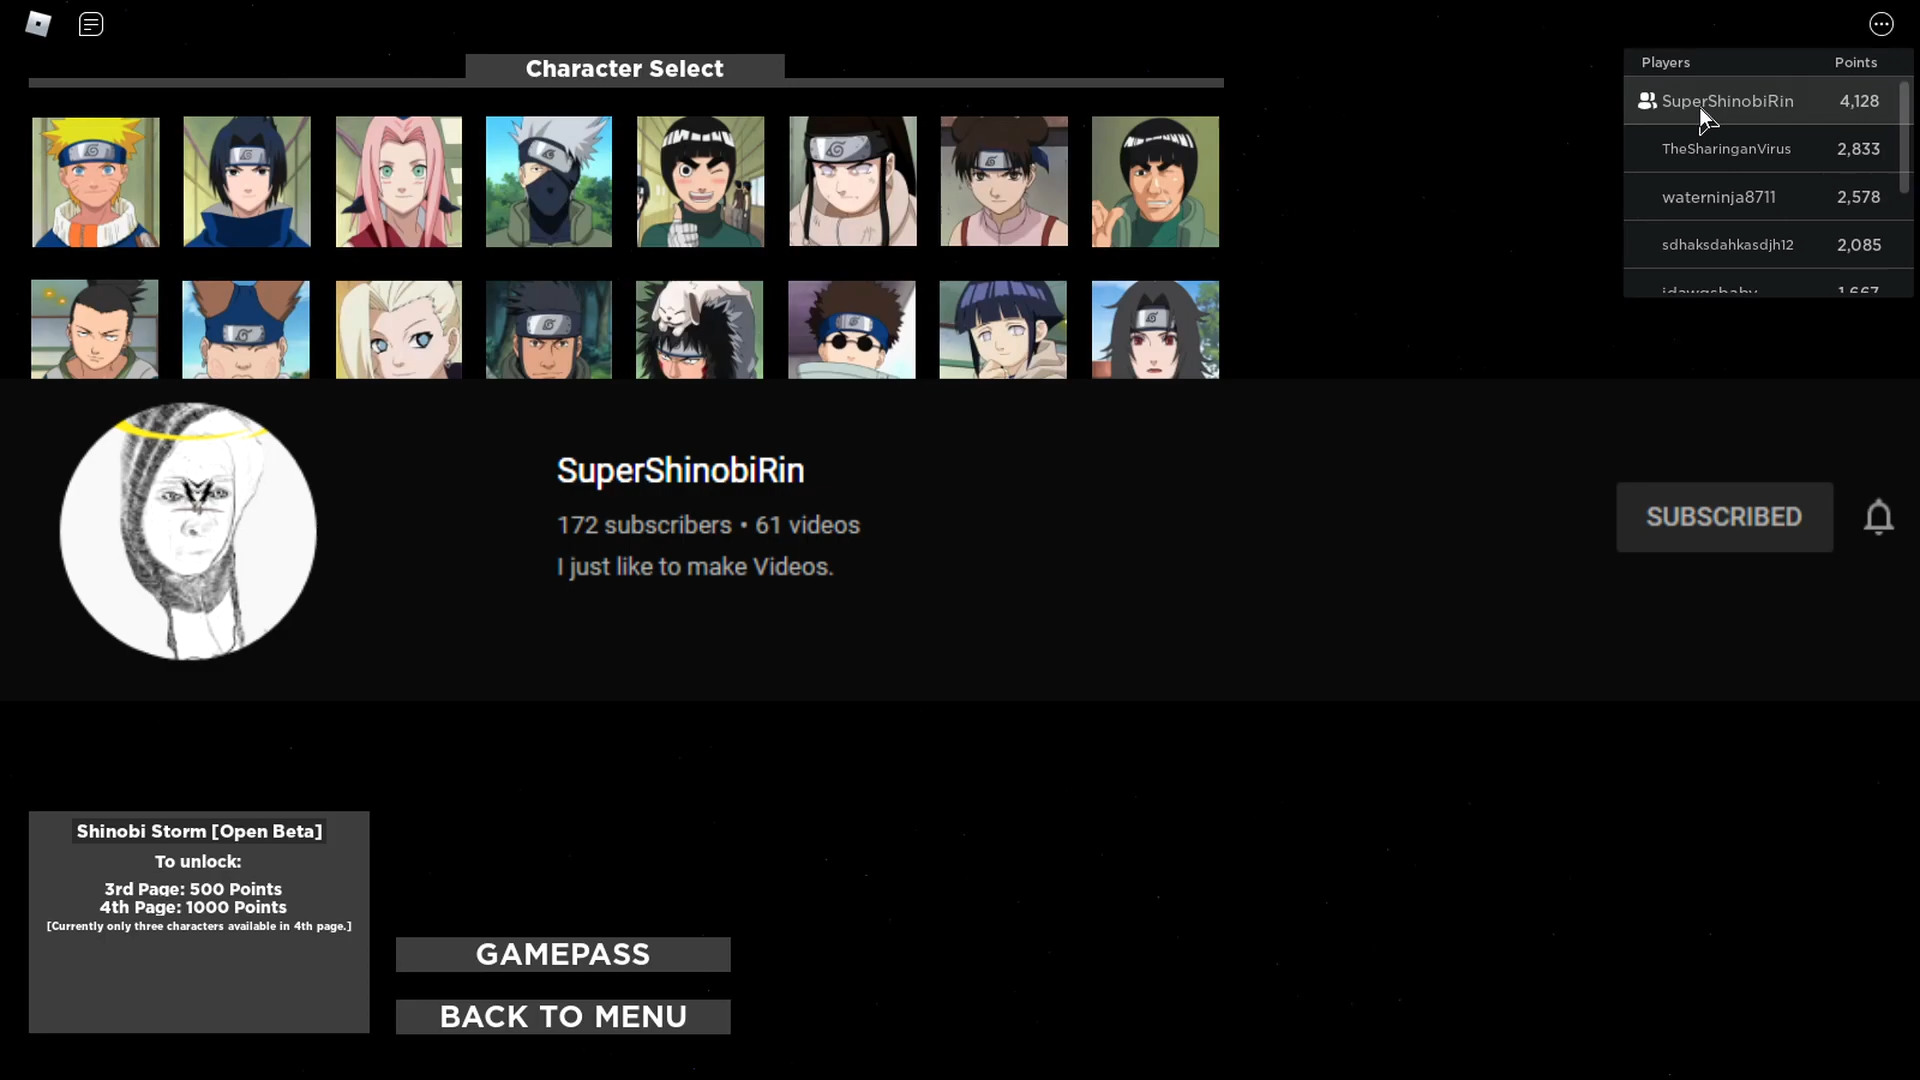 Character Select
Players Points
SuperShinobiRin 4,128
TheSharinganVirus 2,833
waterninja8711 2,578
sdhaksdahkasdjh12 2,085
SuperShinobiRin
172 subscribers • 61 videos
I just like to make Videos.
SUBSCRIBED
Shinobi Storm [Open Beta]
To unlock:
3rd Page: 500 Points
4th Page: 1000 Points
[Currently only three characters available in 4th page.]
GAMEPASS
BACK TO MENU